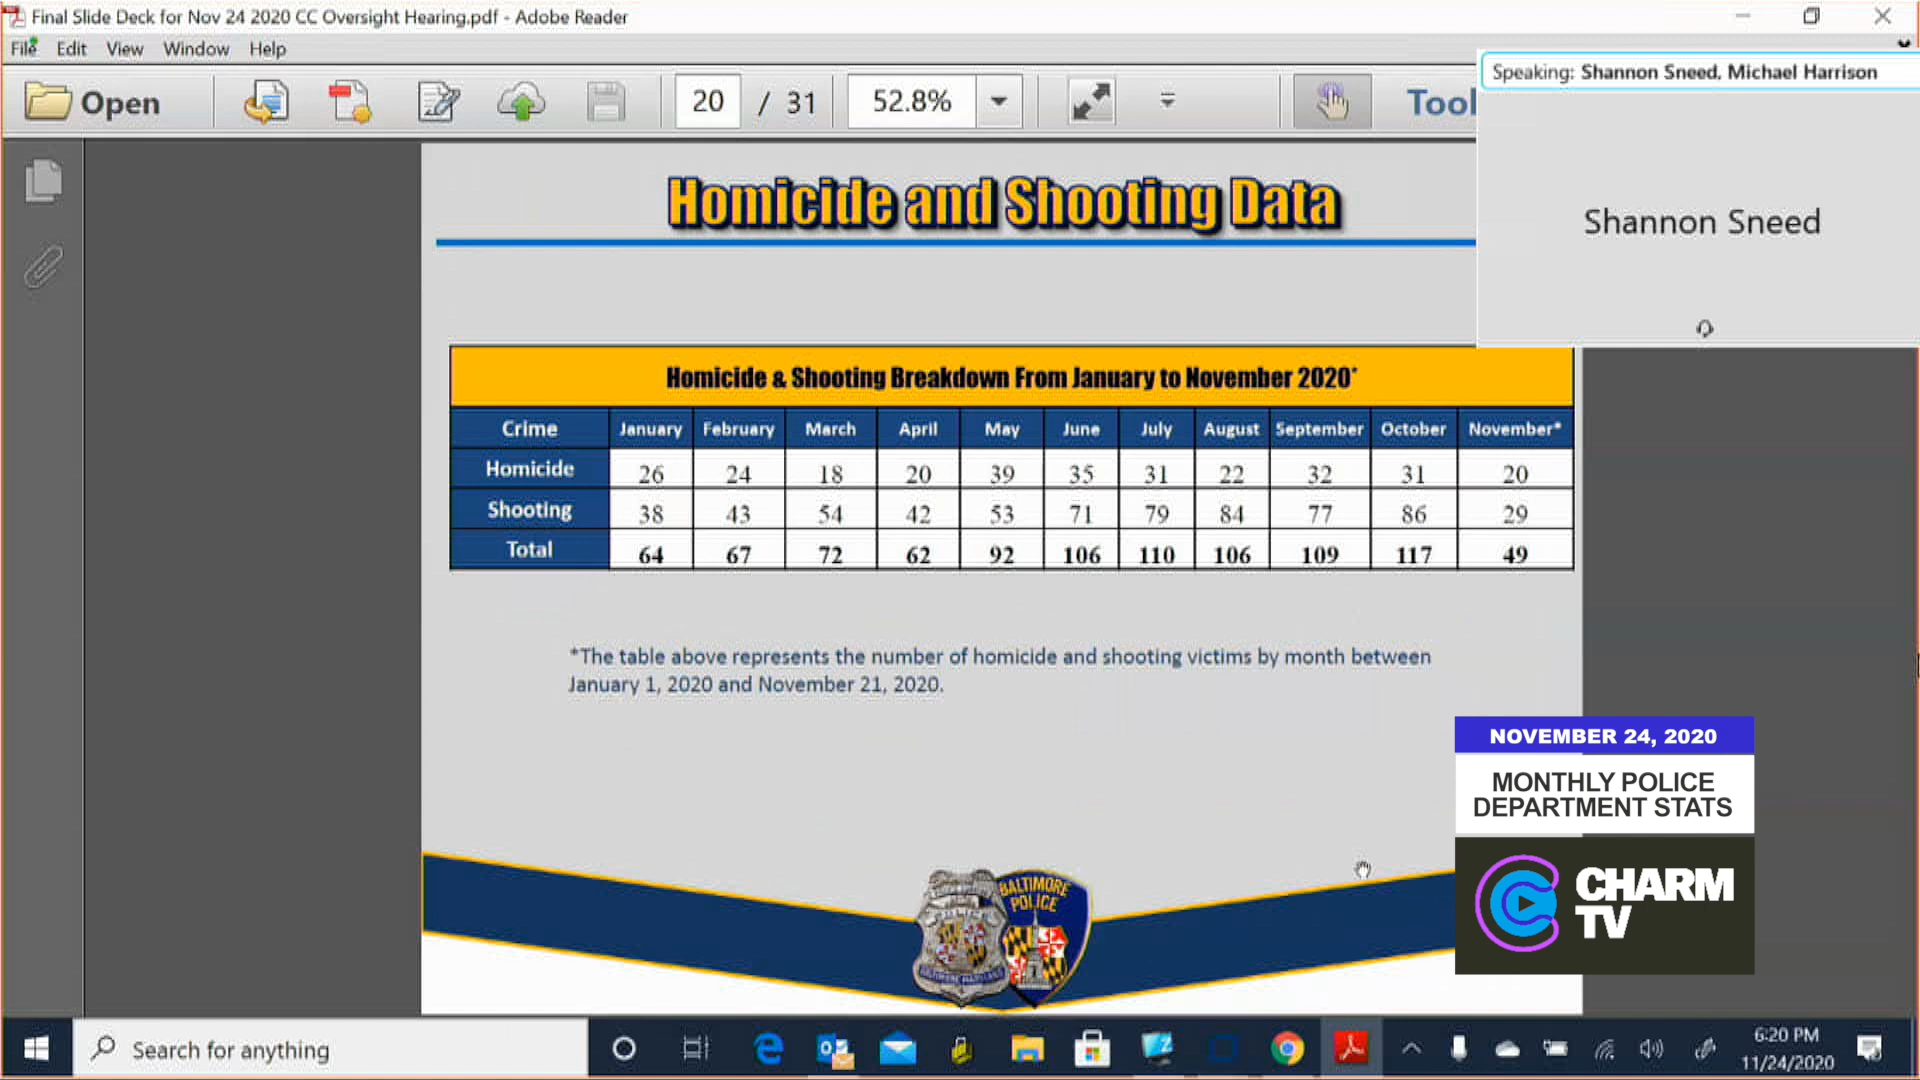 Final Slide Deck for Nov 24 2020 CC Oversight Hearing.pdf - Adobe Reader
File Edit View Window Help
Speaking: Shannon Sneed, Michael Harrison
Open 20 / 31 52.8% Tool
Shannon Sneed
Homicide and Shooting Data
Homicide & Shooting Breakdown From January to November 2020*
Crime January February March April May June July August September October November*
Homicide 26 24 18 20 39 35 31 22 32 31 20
Shooting 38 43 54 42 53 71 79 84 77 86 29
Total 64 67 72 62 92 106 110 106 109 117 49
*The table above represents the number of homicide and shooting victims by month between
January 1, 2020 and November 21, 2020.
NOVEMBER 24, 2020
MONTHLY POLICE
DEPARTMENT STATS
CHARM
TV
BALTIMORE
POLICE
Search for anything
6:20 PM
11/24/2020